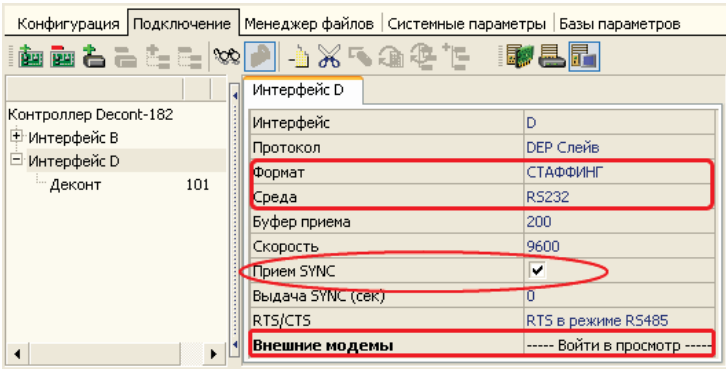 Конфигурация Подключение Менеджер файлов Системные параметры Базы параметров
Интерфейс D
Контроллер Decont-182
Интерфейс B
Интерфейс D
Деконт 101
Интерфейс D
Протокол DEP Слейв
Формат СТАФФИНГ
Среда RS232
Буфер приема 200
Скорость 9600
Прием SYNC
Выдача SYNC (сек) 0
RTS/CTS RTS в режиме RS485
Внешние модемы ----- Войти в просмотр -----